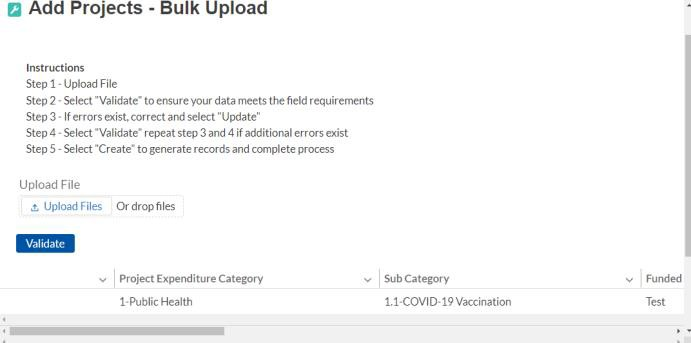 Add Projects - Bulk Upload
Instructions
Step 1 - Upload File
Step 2 - Select "Validate" to ensure your data meets the field requirements
Step 3 - If errors exist, correct and select "Update"
Step 4 - Select "Validate" repeat step 3 and 4 if additional errors exist
Step 5 - Select "Create" to generate records and complete process
Upload File
Upload Files Or drop files
Validate
Project Expenditure Category Sub Category Funded
1-Public Health 1.1-COVID-19 Vaccination Test